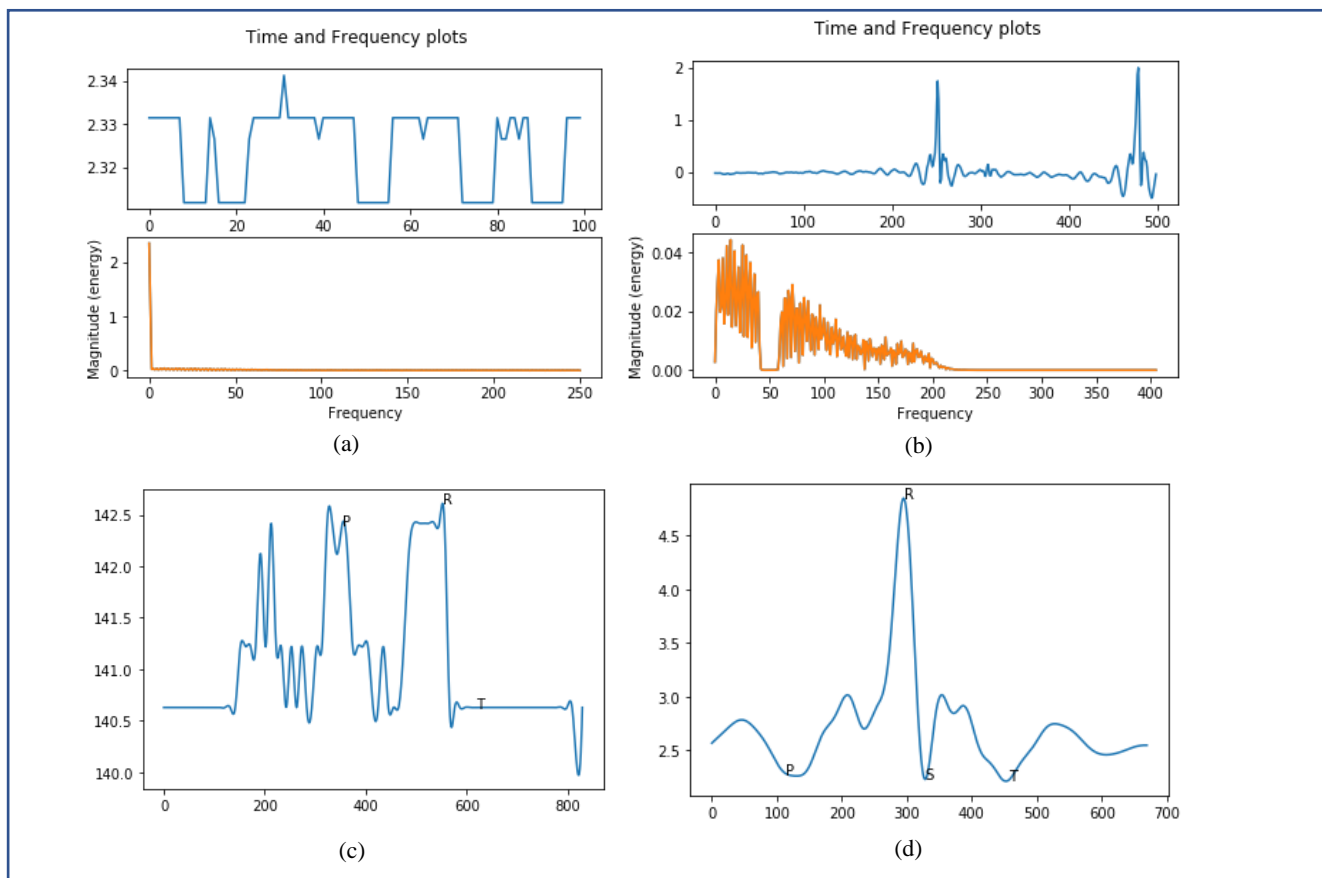 Time and Frequency plots
2.34
2.33
2.32
0 20 40 60 80 100
Magnitude (energy)
2
1
0
0 50 100 150 200 250
Frequency
(a)
Time and Frequency plots
2
1
0
0 100 200 300 400 500
Magnitude (energy)
0.04
0.02
0.00
0 50 100 150 200 250 300 350 400
Frequency
(b)
142.5
142.0
141.5
141.0
140.5
140.0
P
R
T
0 200 400 600 800
(c)
4.5
4.0
3.5
3.0
2.5
R
P
S
T
0 100 200 300 400 500 600 700
(d)